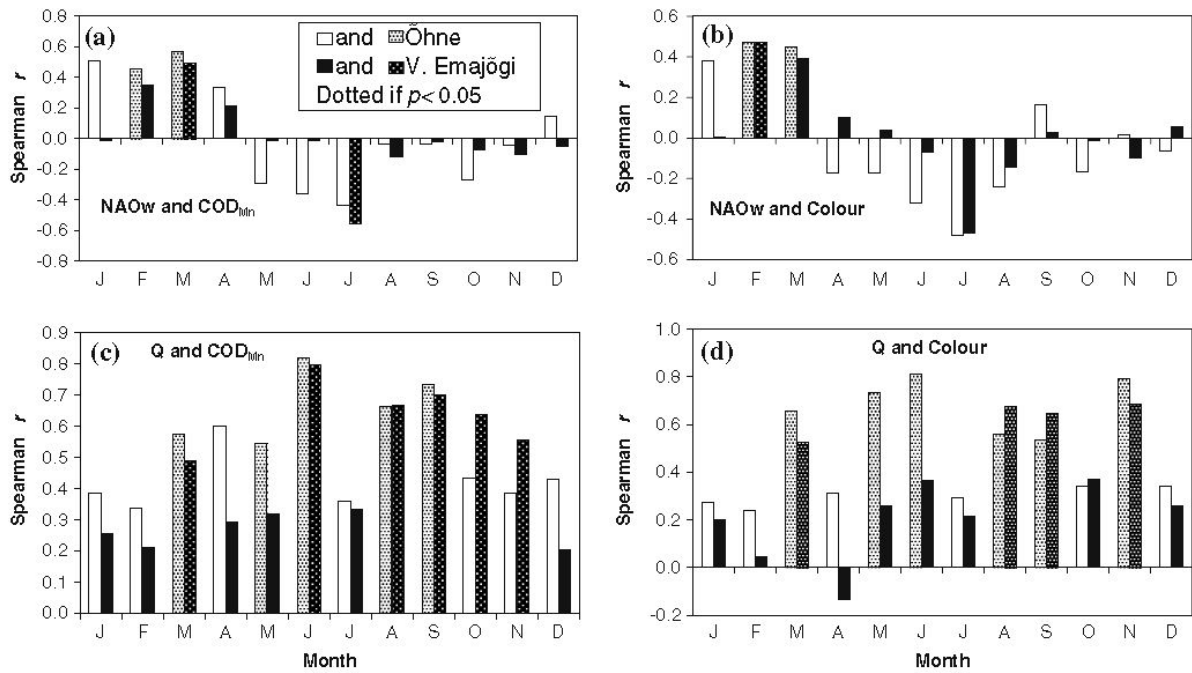 (a)
and Õhne
and V. Emajõgi
Dotted if p< 0.05
0.8
0.6
0.4
0.2
0.0
-0.2
-0.4
-0.6
-0.8
Spearman r
NAOw and CODMn
J F M A M J J A S O N D
(b)
0.6
0.4
0.2
0.0
-0.2
-0.4
-0.6
Spearman r
NAOw and Colour
J F M A M J J A S O N D
(c)
Q and CODMn
0.9
0.8
0.7
0.6
0.5
0.4
0.3
0.2
0.1
0.0
Spearman r
J F M A M J J A S O N D
Month
(d)
Q and Colour
1.0
0.8
0.6
0.4
0.2
0.0
-0.2
Spearman r
J F M A M J J A S O N D
Month